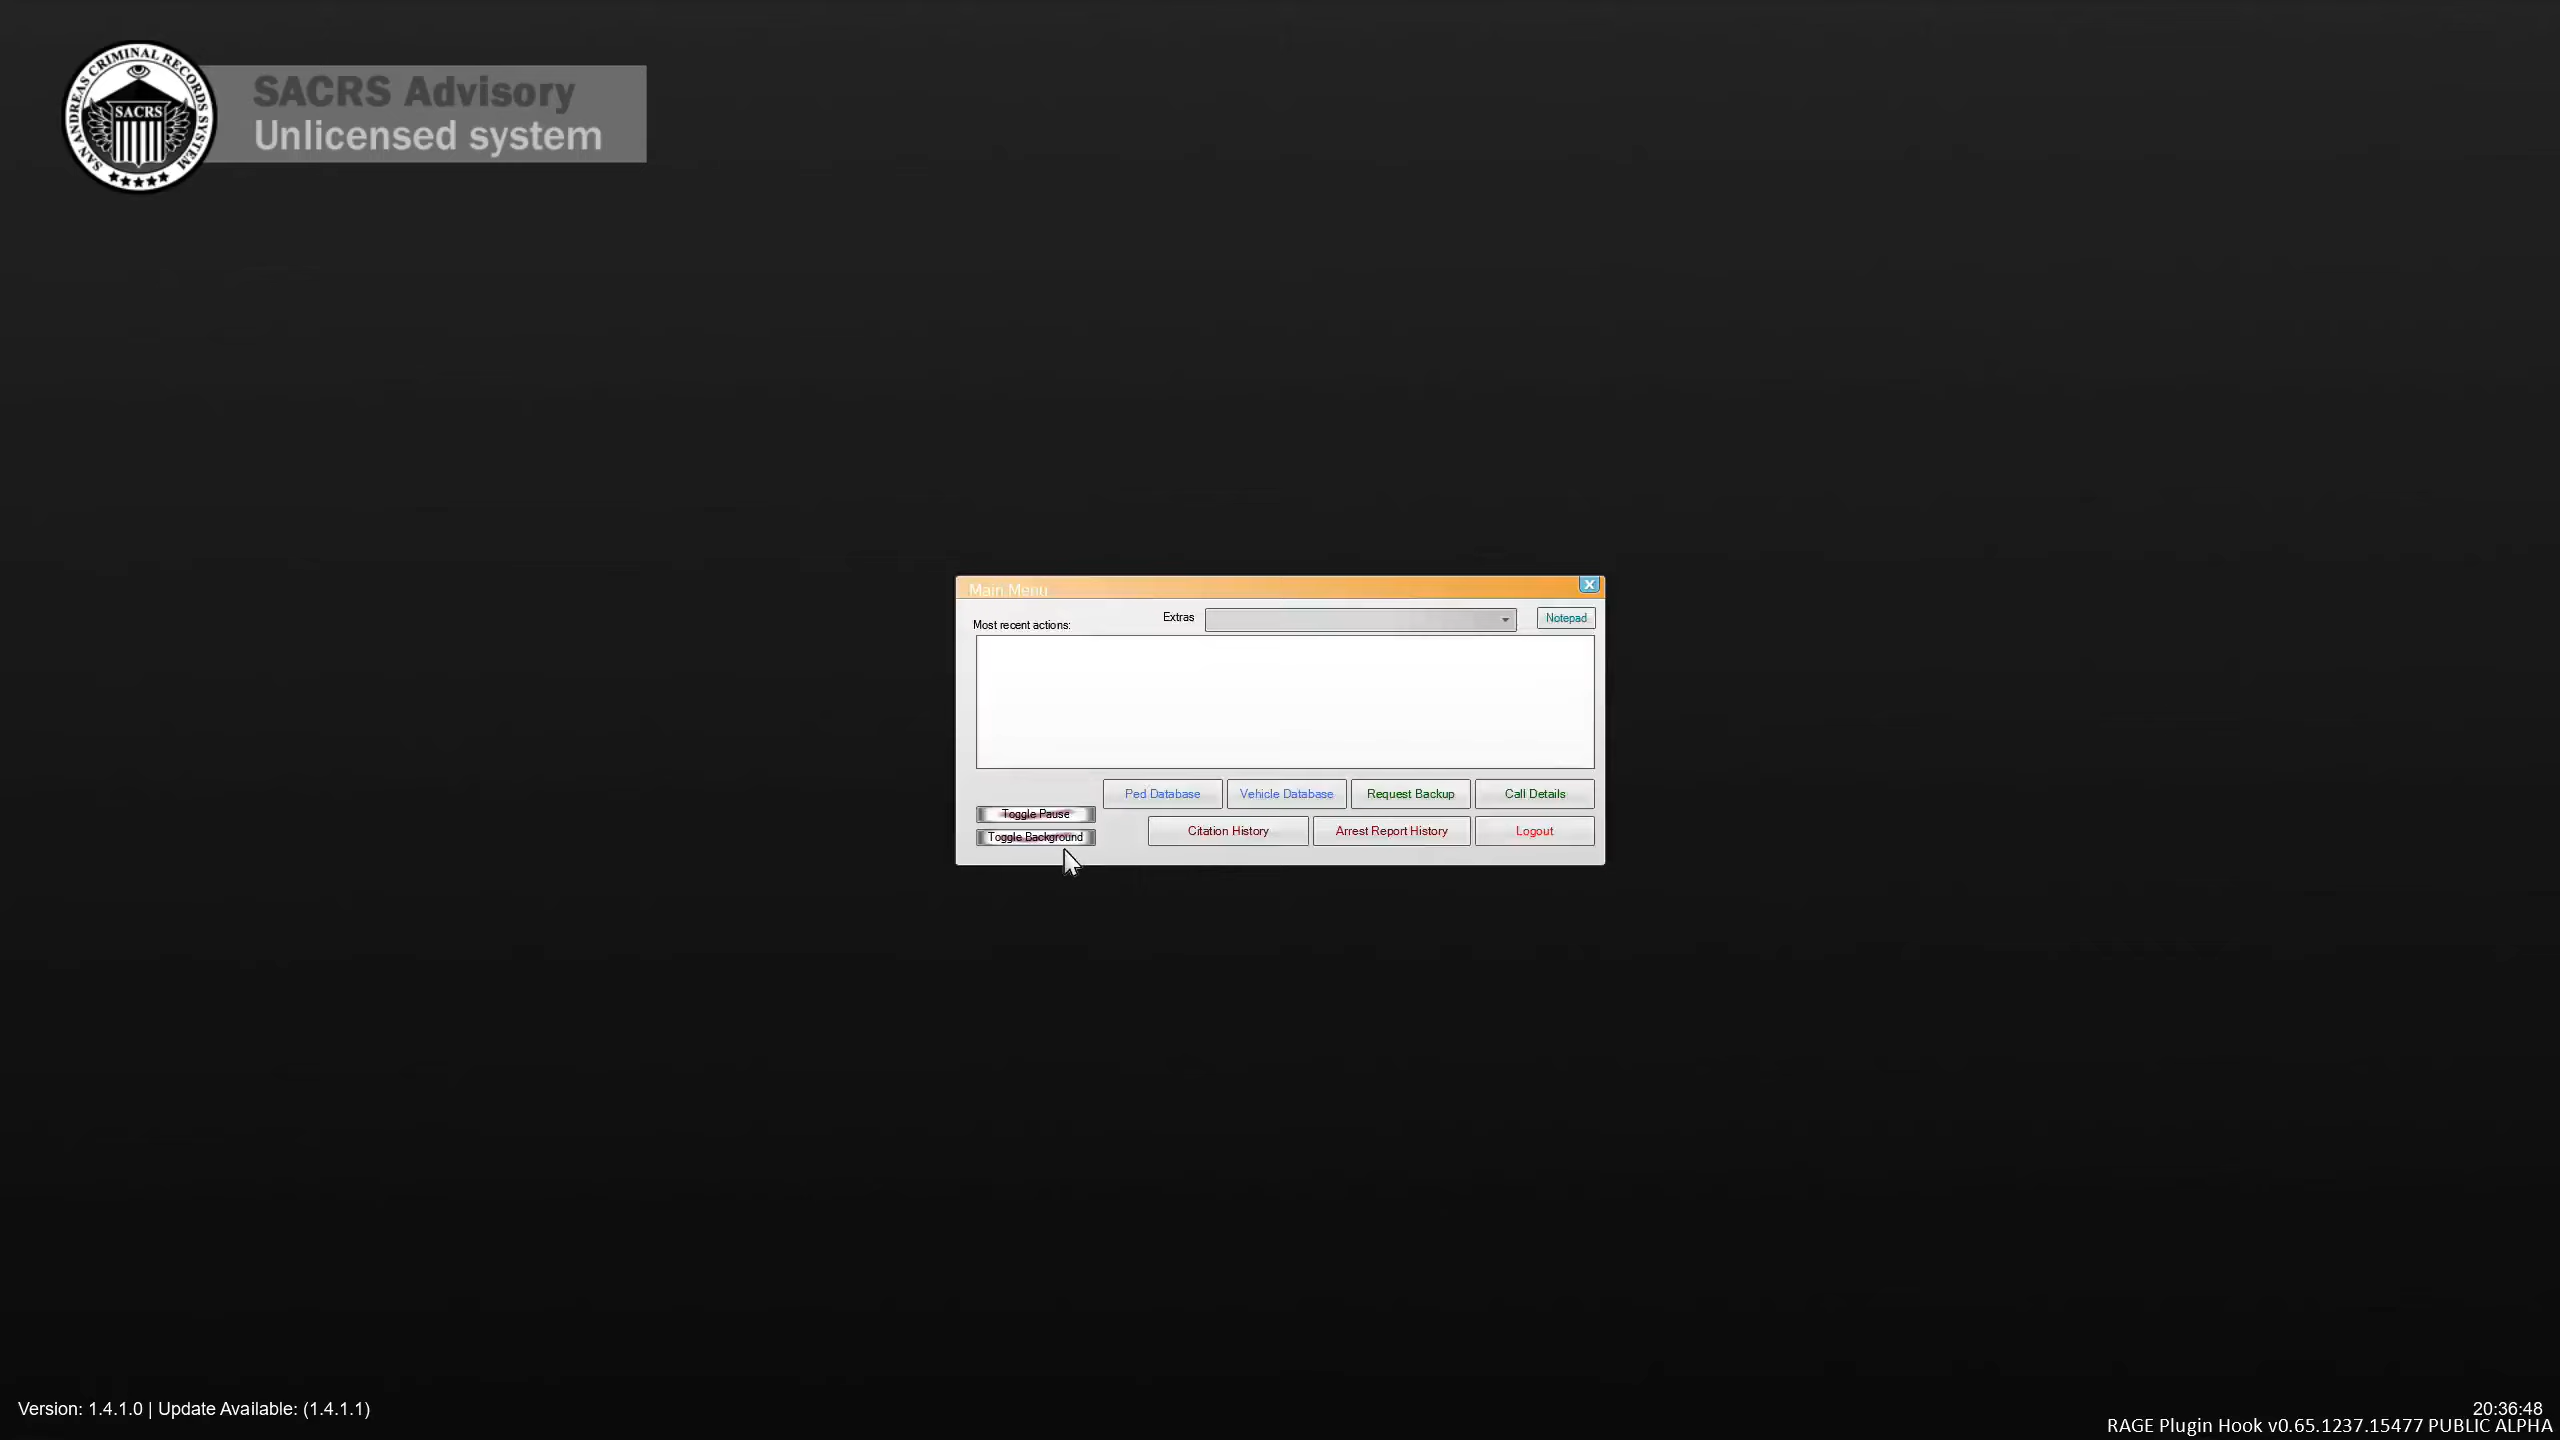 SAN ANDREAS CRIMINAL RECORDS SYSTEM
SACRS
SACRS Advisory
Unlicensed system
Main Menu
X
Most recent actions:
Extras
Notepad
Ped Database
Vehicle Database
Request Backup
Call Details
Toggle Pause
Toggle Background
Citation History
Arrest Report History
Logout
Version: 1.4.1.0 | Update Available: (1.4.1.1)
20:36:48
RAGE Plugin Hook v0.65.1237.15477 PUBLIC ALPHA